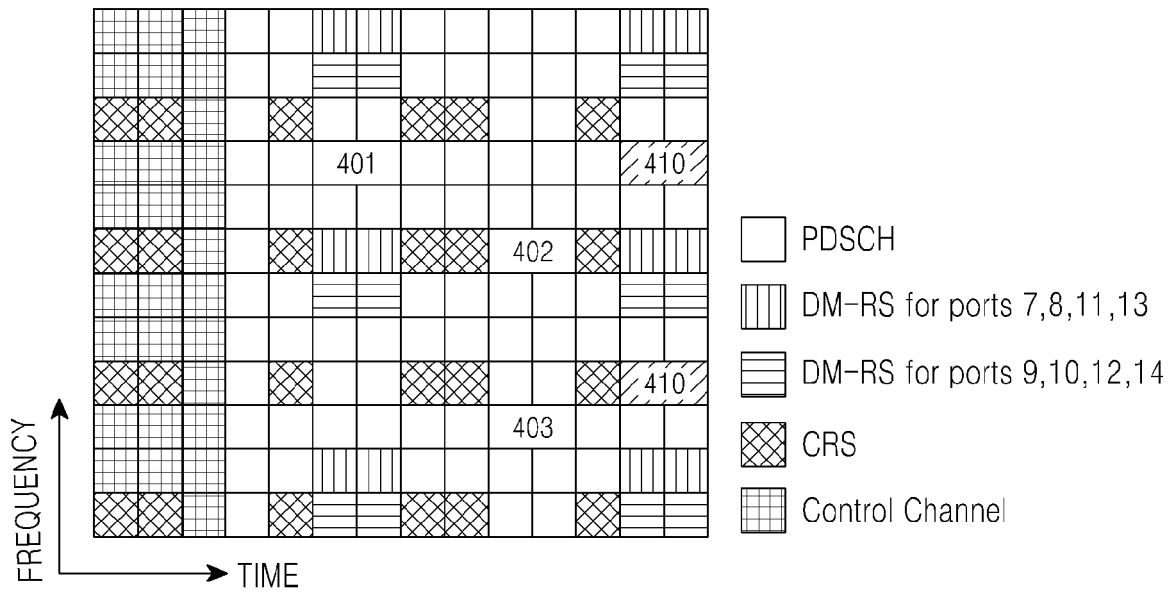 401
410
402
410
403
FREQUENCY
TIME
PDSCH
DM-RS for ports 7,8,11,13
DM-RS for ports 9,10,12,14
CRS
Control Channel